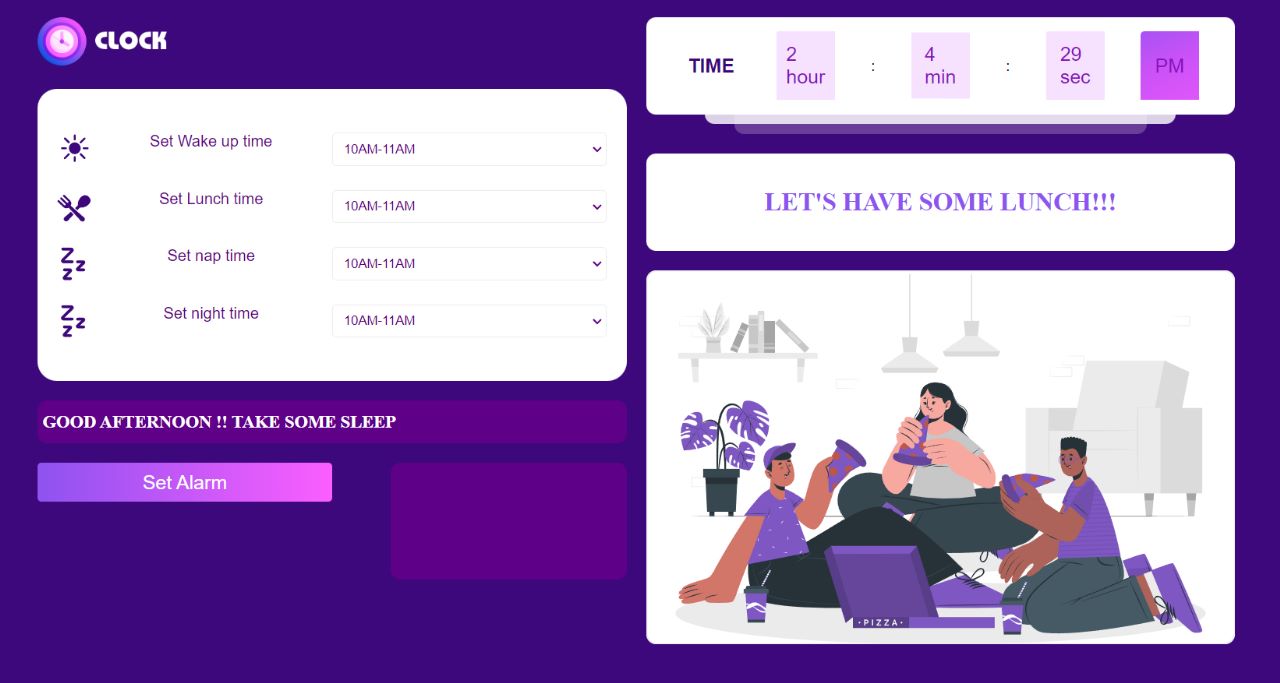 CLOCK
Set Wake up time
10AM-11AM
Set Lunch time
10AM-11AM
Set nap time
10AM-11AM
Set night time
10AM-11AM
GOOD AFTERNOON !! TAKE SOME SLEEP
Set Alarm
TIME
2
hour
:
4
min
:
29
sec
PM
LET'S HAVE SOME LUNCH!!!
•PIZZA•